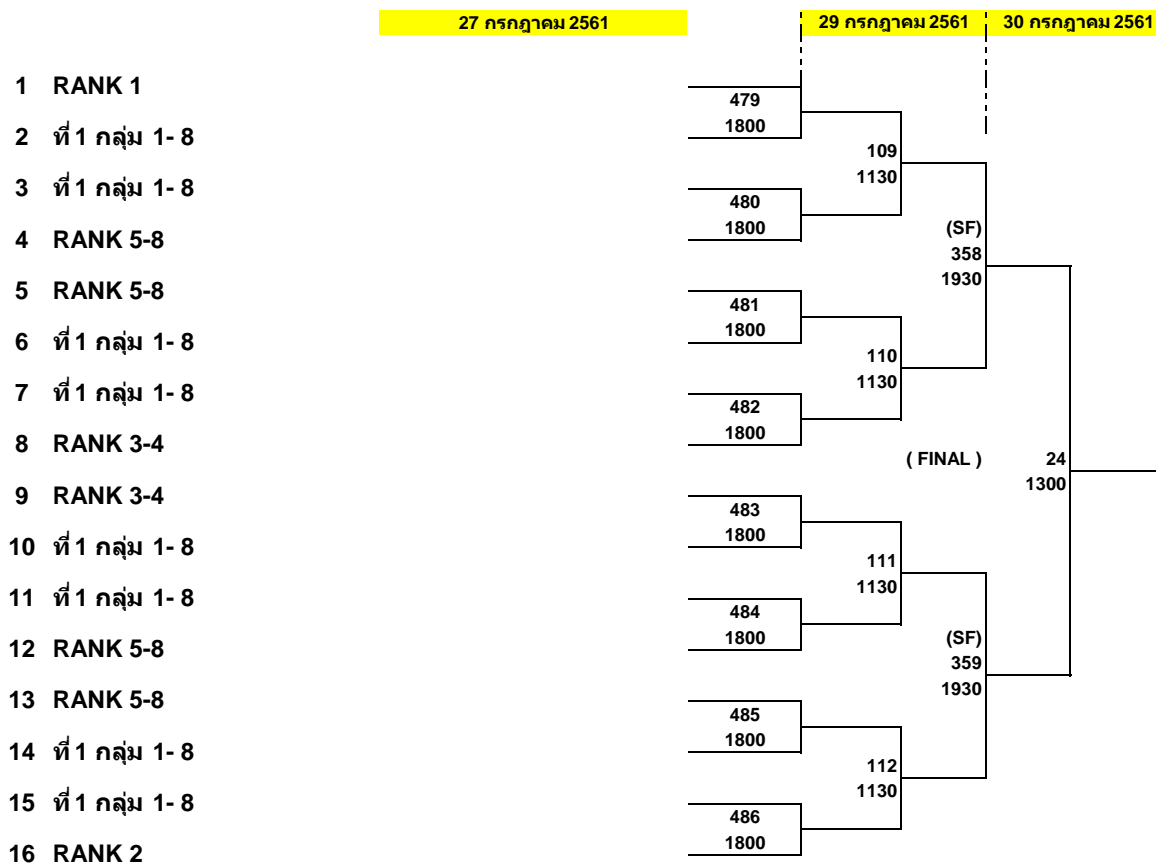 27 กรกฎาคม 2561 29 กรกฎาคม 2561 30 กรกฎาคม 2561
1 RANK 1
479
1800
2 ที่ 1 กลุ่ม 1- 8
109
1130
3 ที่ 1 กลุ่ม 1- 8
480
1800
4 RANK 5-8
(SF)
358
1930
5 RANK 5-8
481
1800
6 ที่ 1 กลุ่ม 1- 8
110
1130
7 ที่ 1 กลุ่ม 1- 8
482
1800
8 RANK 3-4
( FINAL ) 24
1300
9 RANK 3-4
483
1800
10 ที่ 1 กลุ่ม 1- 8
111
1130
11 ที่ 1 กลุ่ม 1- 8
484
1800
12 RANK 5-8
(SF)
359
1930
13 RANK 5-8
485
1800
14 ที่ 1 กลุ่ม 1- 8
112
1130
15 ที่ 1 กลุ่ม 1- 8
486
1800
16 RANK 2